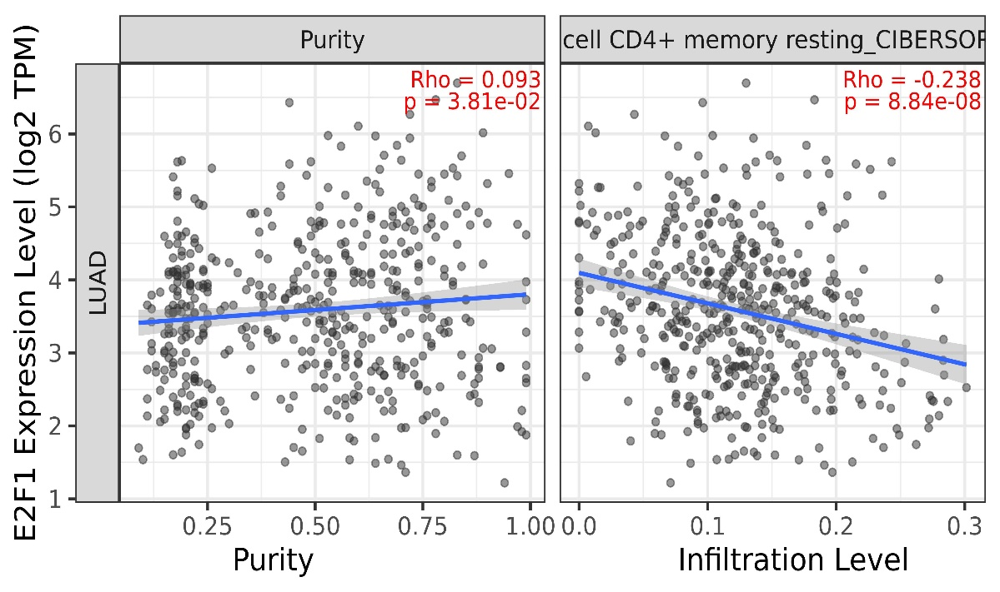 Purity
cell CD4+ memory resting_CIBERSOR
E2F1 Expression Level (log2 TPM)
LUAD
Rho = 0.093
p = 3.81e-02
Rho = -0.238
p = 8.84e-08
6
5
4
3
2
1
0.25 0.50 0.75 1.00
0.0 0.1 0.2 0.3
Purity
Infiltration Level